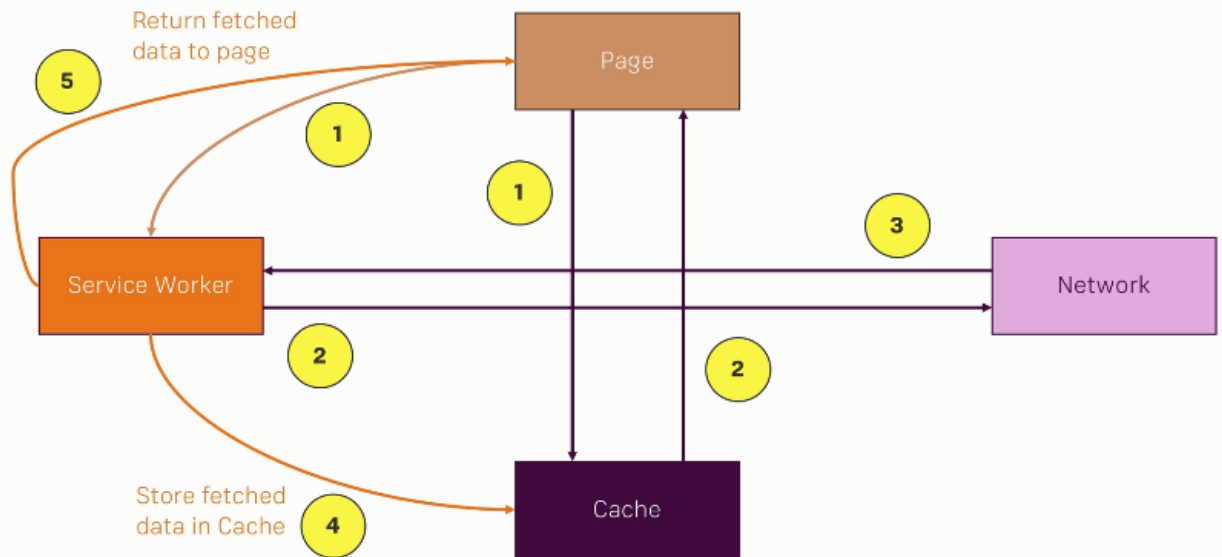 Return fetched
data to page
5
Page
1
1
3
Service Worker
Network
2
2
Store fetched
data in Cache
4
Cache